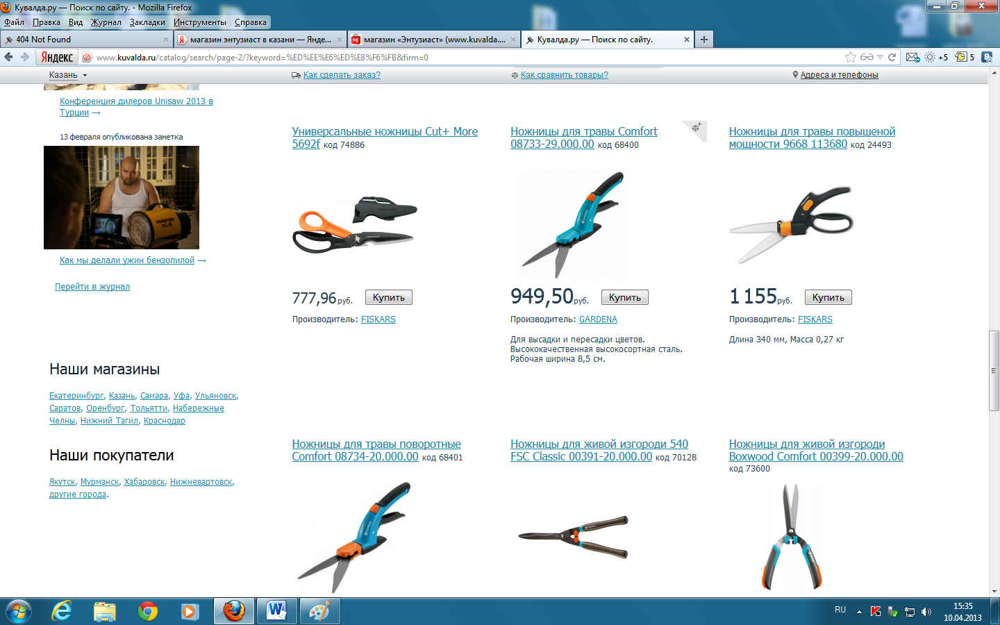 Кувалда.ру — Поиск по сайту. - Mozilla Firefox
Файл Правка Вид Журнал Закладки Инструменты Справка
404 Not Found
магазин энтузиаст в казани — Янде...
магазин «Энтузиаст» (www.kuvalda....
Кувалда.ру — Поиск по сайту.
Яндекс www.kuvalda.ru/catalog/search/page-2/?keyword=%ED%EE%E6%ED%E8%F6%FB&firm=0 +5 5
Казань Как сделать заказ? Как сравнить товары? Адреса и телефоны
Конференция дилеров Unisaw 2013 в
Турции →
13 февраля опубликована заметка
MASTER
XL6
Как мы делали ужин бензопилой →
Перейти в журнал
Наши магазины
Екатеринбург, Казань, Самара, Уфа, Ульяновск,
Саратов, Оренбург, Тольятти, Набережные
Челны, Нижний Тагил, Краснодар
Наши покупатели
Якутск, Мурманск, Хабаровск, Нижневартовск,
другие города.
Универсальные ножницы Cut+ More
5692f код 74886
777,96 руб. Купить
Производитель: FISKARS
Ножницы для травы Comfort
08733-29.000.00 код 68400
949,50 руб. Купить
Производитель: GARDENA
Для высадки и пересадки цветов.
Высококачественная высокосортная сталь.
Рабочая ширина 8,5 см.
Ножницы для травы повышеной
мощности 9668 113680 код 24493
1 155 руб. Купить
Производитель: FISKARS
Длина 340 мм, Масса 0,27 кг
Ножницы для травы поворотные
Comfort 08734-20.000.00 код 68401
Ножницы для живой изгороди 540
FSC Classic 00391-20.000.00 код 70128
Ножницы для живой изгороди
Boxwood Comfort 00399-20.000.00
код 73600
RU
15:35
10.04.2013